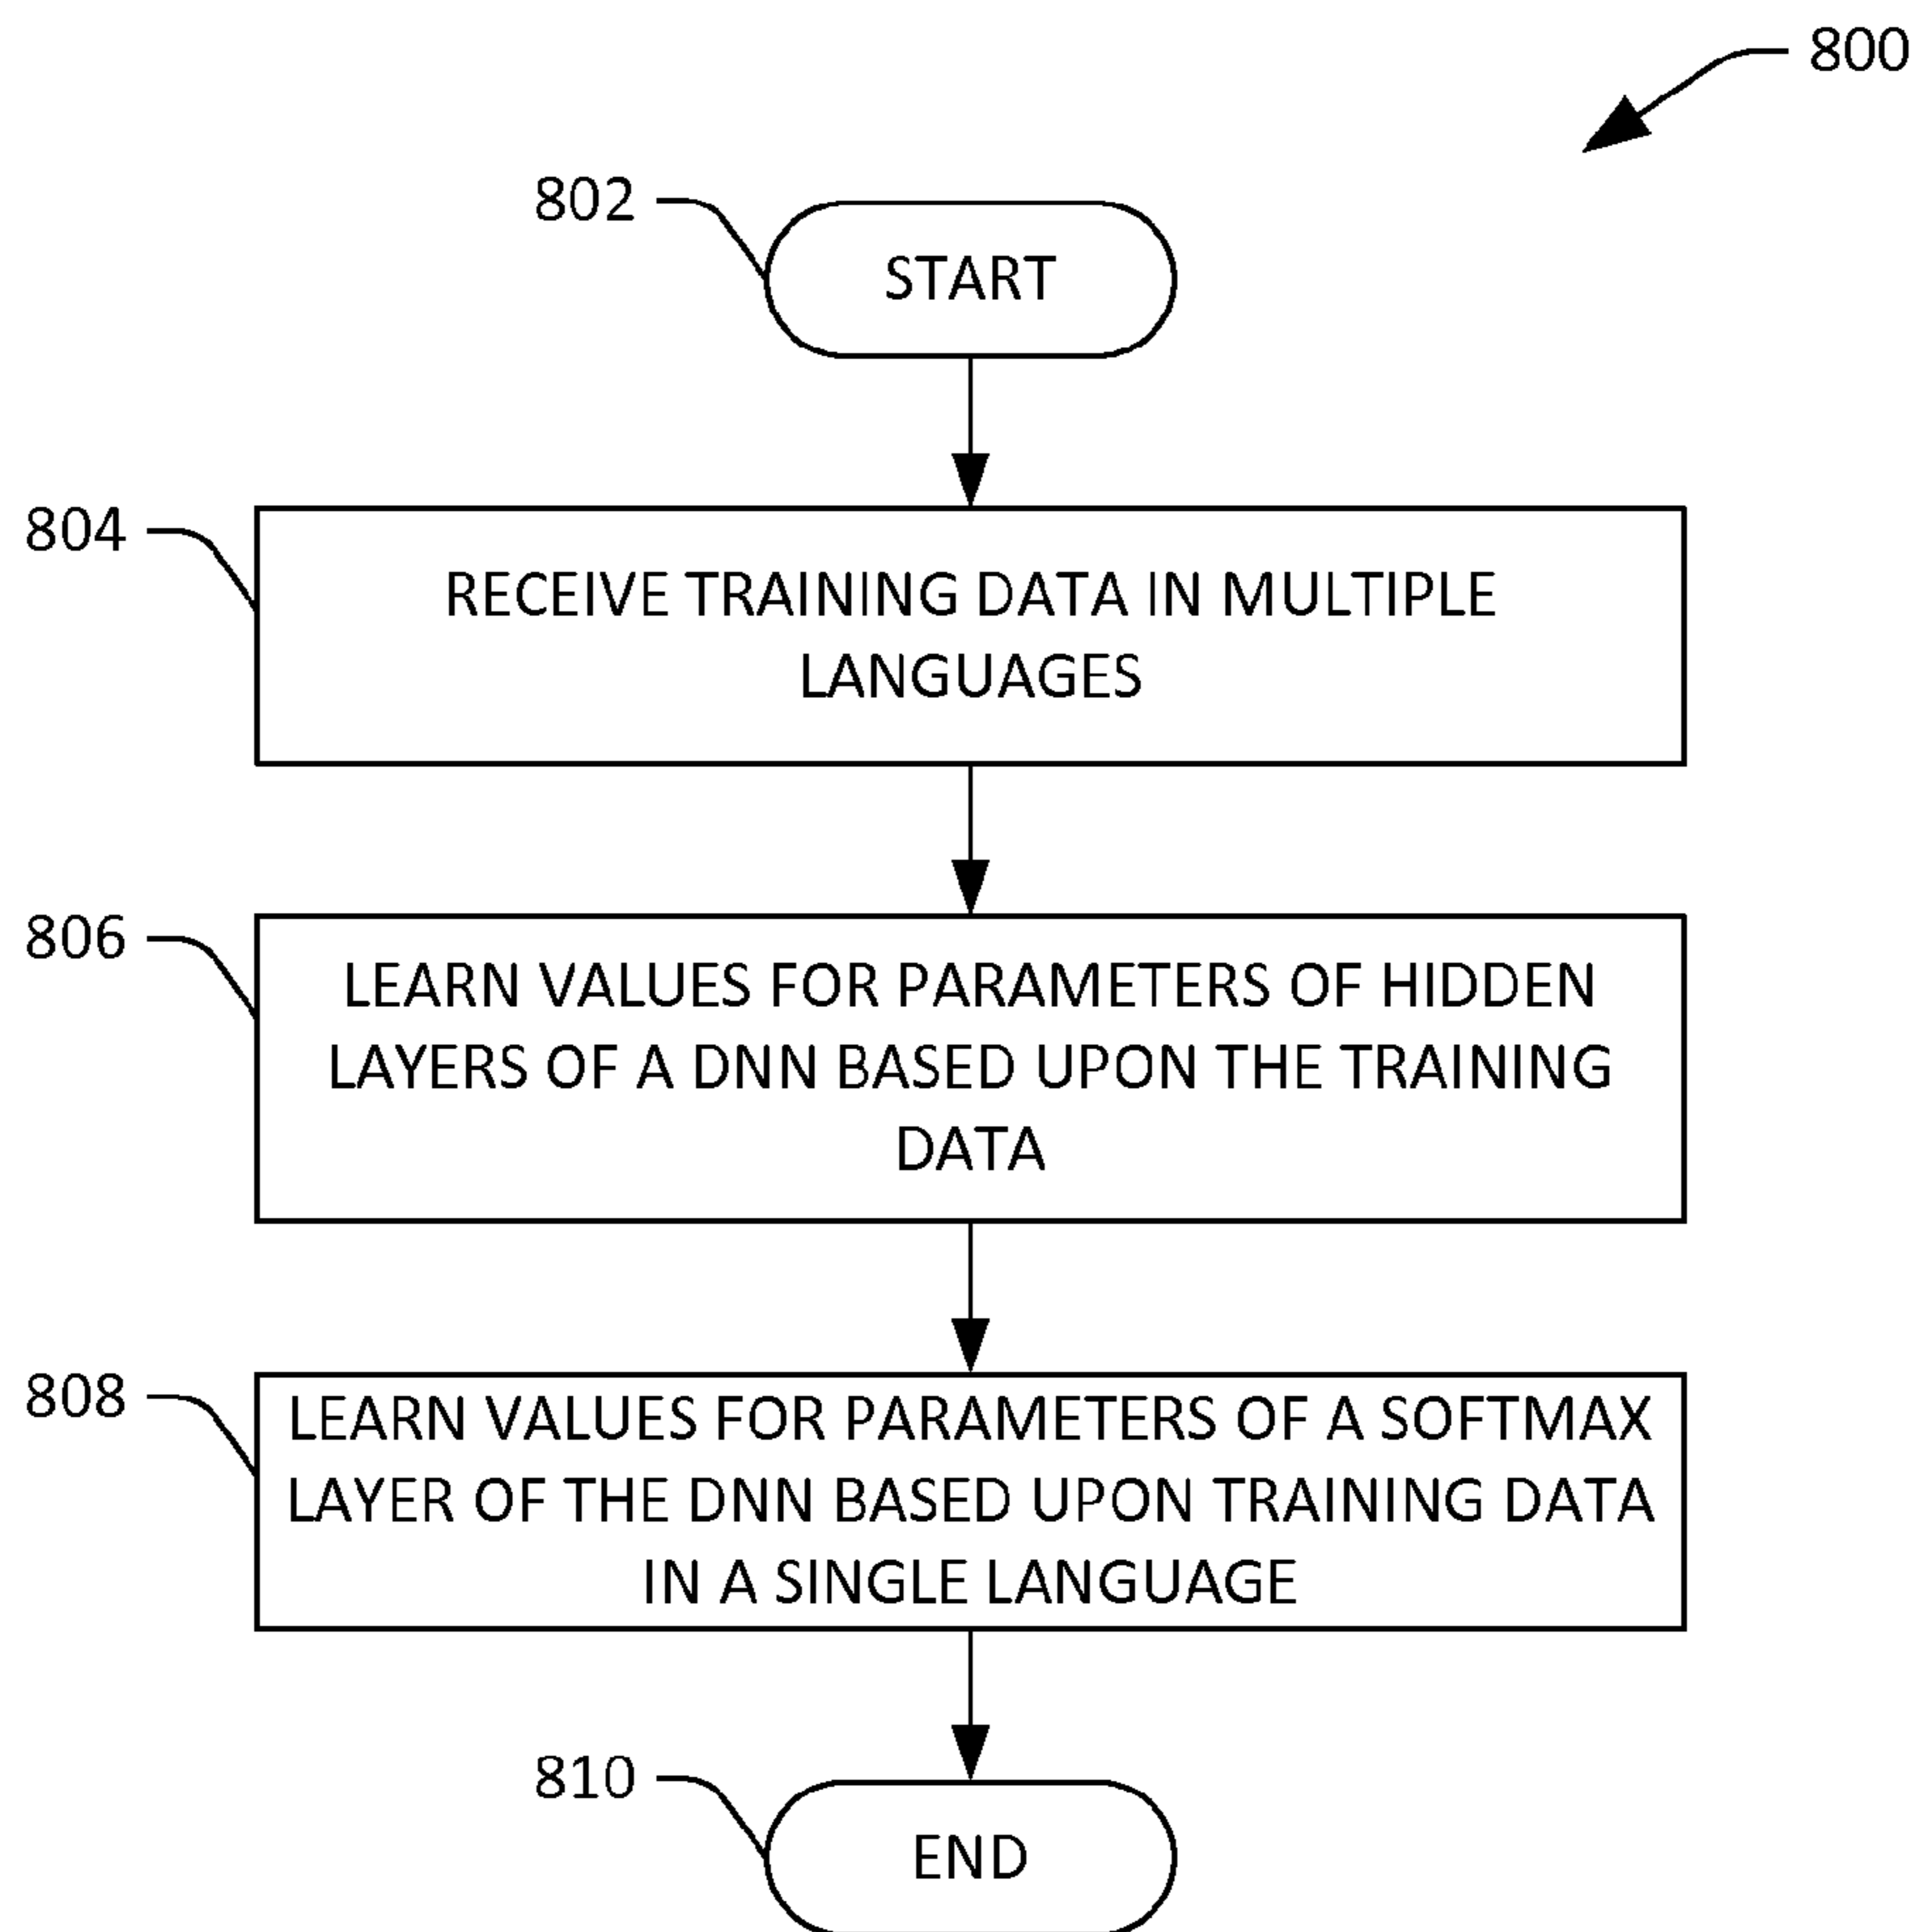 800
802
START
804
RECEIVE TRAINING DATA IN MULTIPLE
LANGUAGES
806
LEARN VALUES FOR PARAMETERS OF HIDDEN
LAYERS OF A DNN BASED UPON THE TRAINING
DATA
808
LEARN VALUES FOR PARAMETERS OF A SOFTMAX
LAYER OF THE DNN BASED UPON TRAINING DATA
IN A SINGLE LANGUAGE
810
END